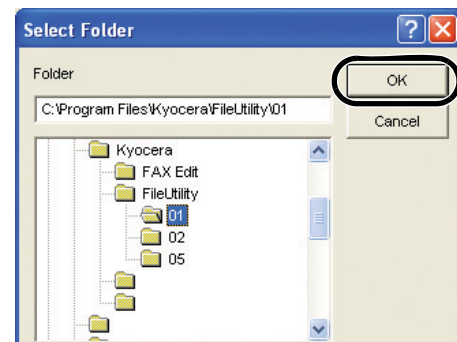 Select Folder
Folder
OK
C:\Program Files\Kyocera\FileUtility\01
Cancel
Kyocera
FAX Edit
FileUtility
01
02
05